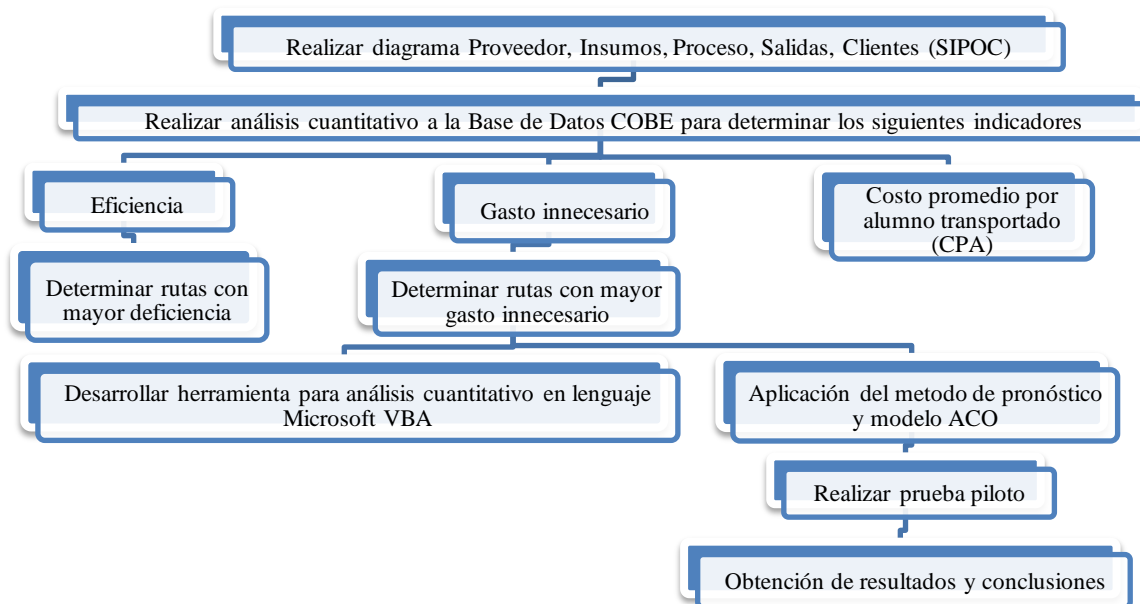 Realizar diagrama Proveedor, Insumos, Proceso, Salidas, Clientes (SIPOC)
Realizar análisis cuantitativo a la Base de Datos COBE para determinar los siguientes indicadores
Eficiencia
Gasto innecesario
Costo promedio por
alumno transportado
(CPA)
Determinar rutas con
mayor deficiencia
Determinar rutas con mayor
gasto innecesario
Desarrollar herramienta para análisis cuantitativo en lenguaje
Microsoft VBA
Aplicación del metodo de pronóstico
y modelo ACO
Realizar prueba piloto
Obtención de resultados y conclusiones